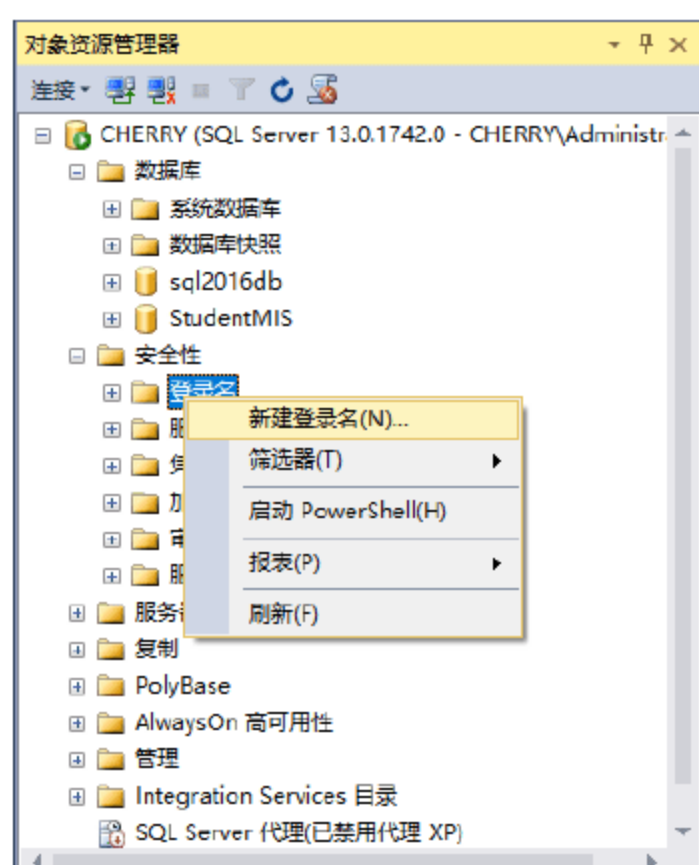 对象资源管理器
连接
CHERRY (SQL Server 13.0.1742.0 - CHERRY\Administr
数据库
系统数据库
数据库快照
sql2016db
StudentMIS
安全性
登录名
新建登录名(N)...
筛选器(T)
启动 PowerShell(H)
报表(P)
刷新(F)
服务
复制
PolyBase
AlwaysOn 高可用性
管理
Integration Services 目录
SQL Server 代理(已禁用代理 XP)